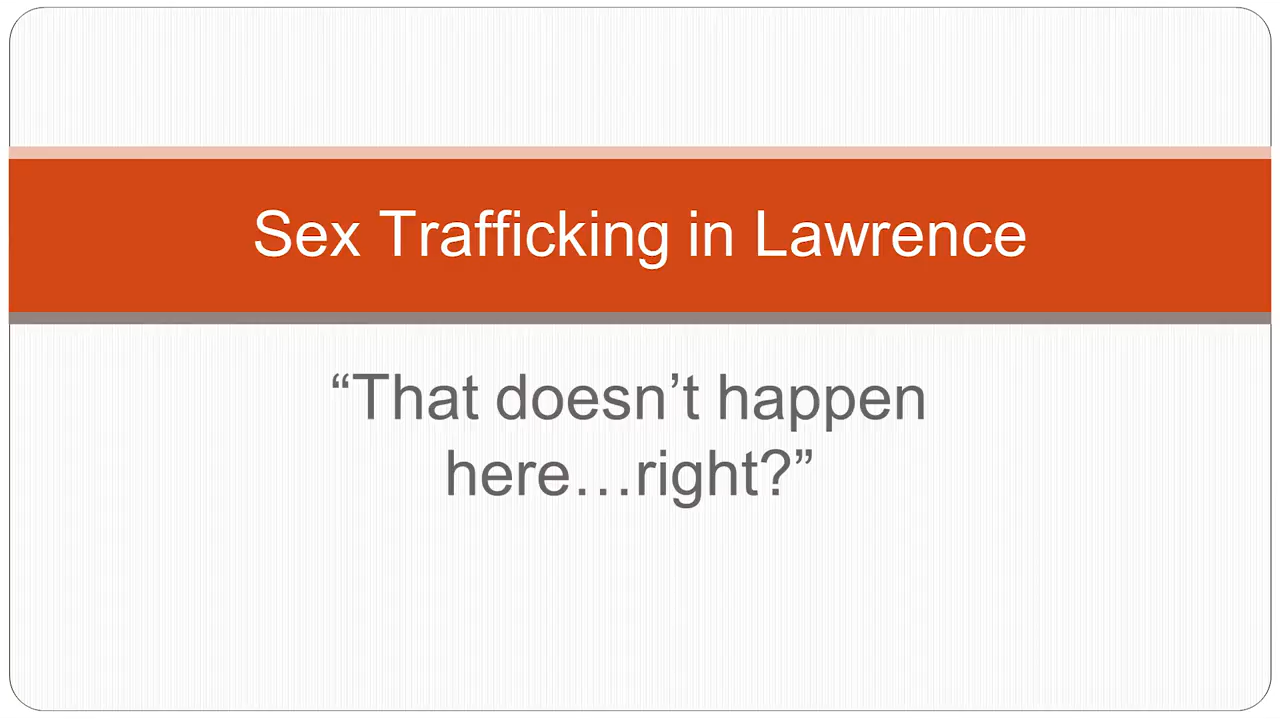 Sex Trafficking in Lawrence
“That doesn’t happen
here…right?”